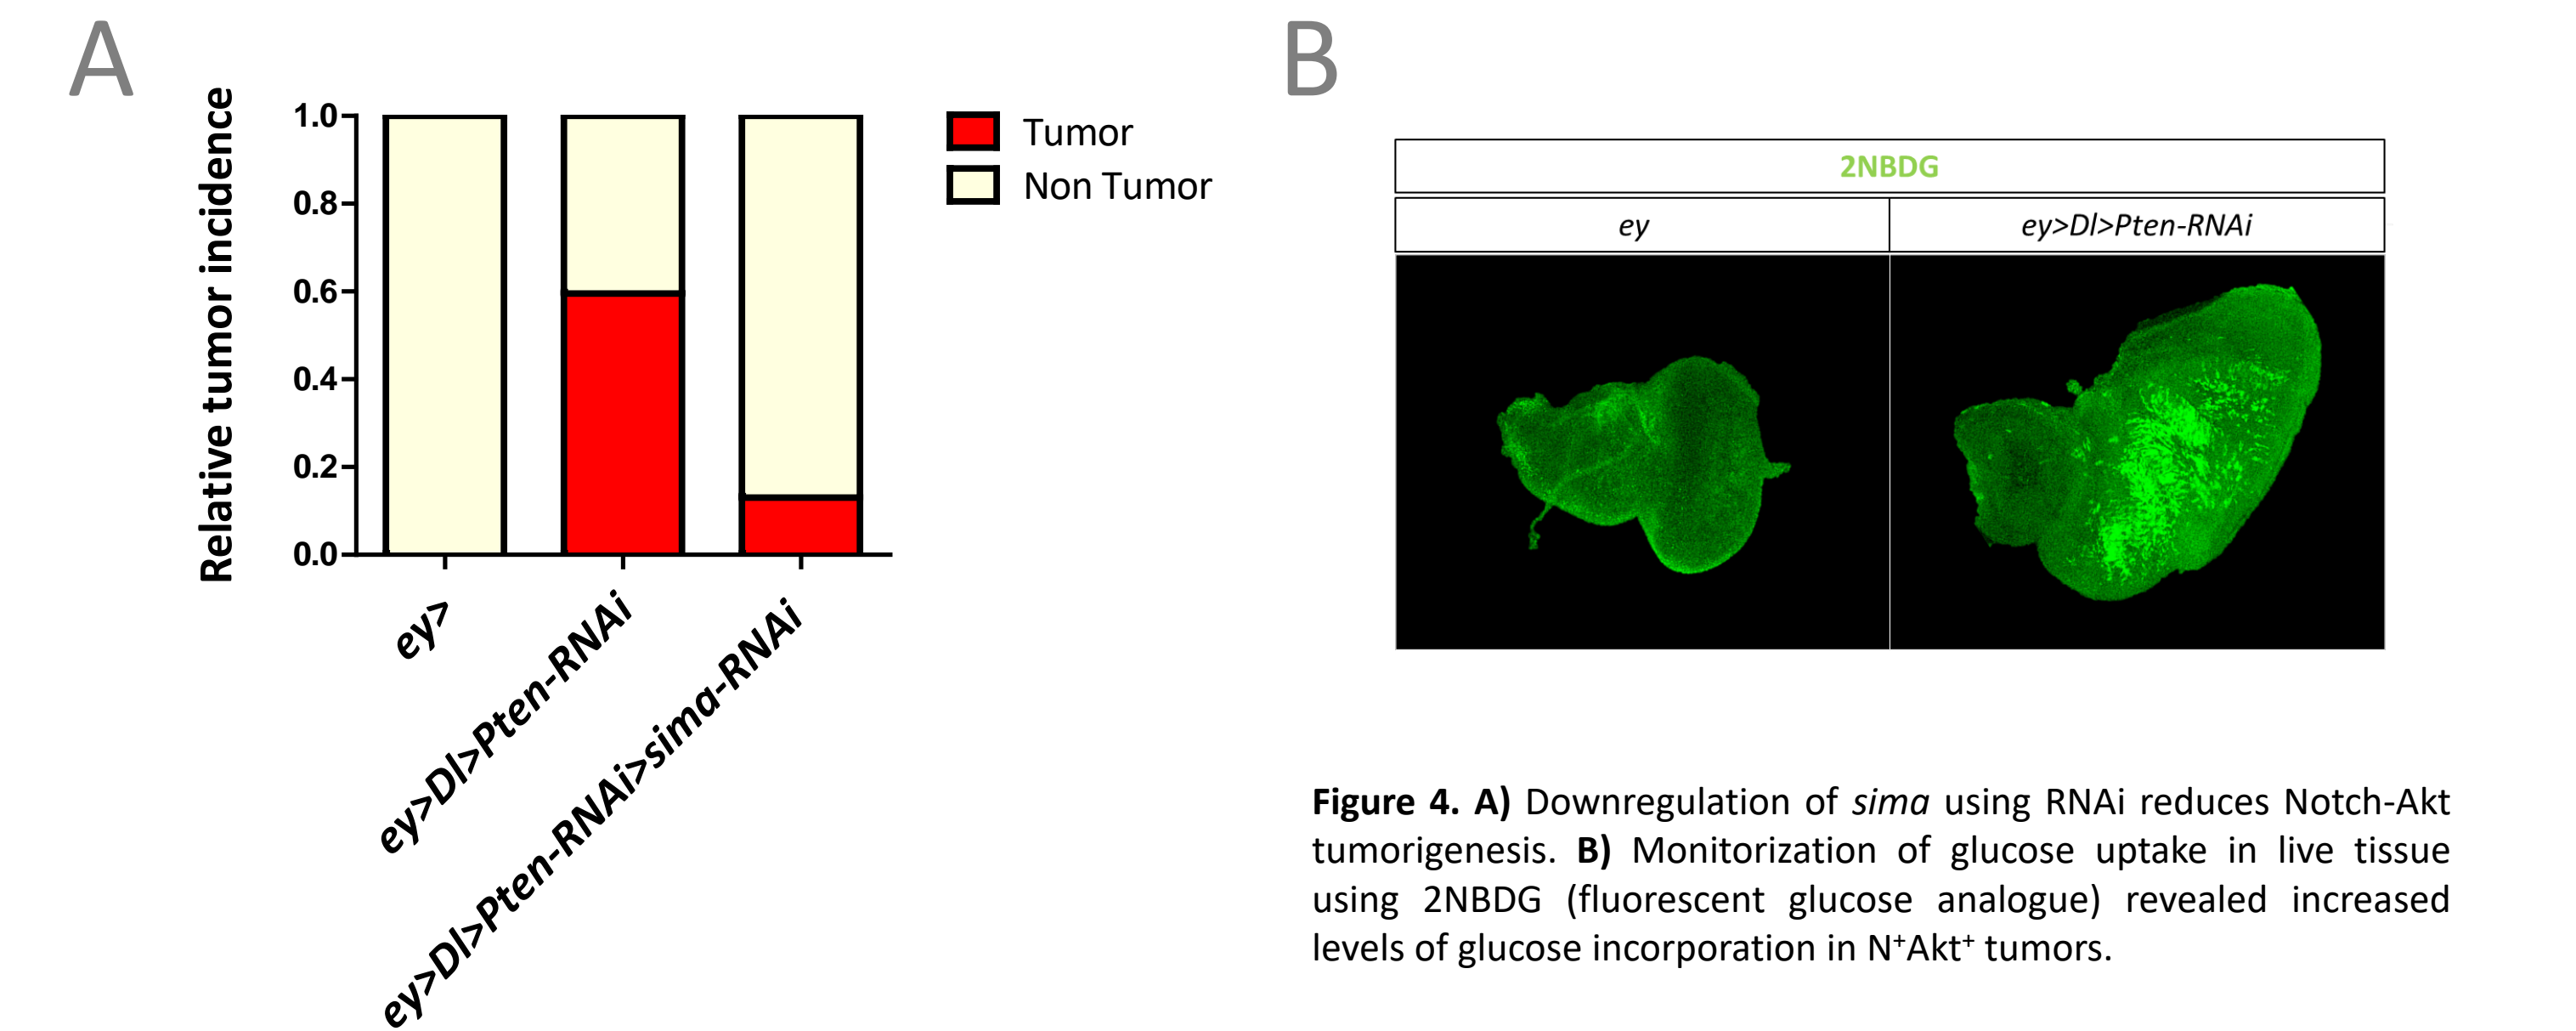 A
Relative tumor incidence
1.0
0.8
0.6
0.4
0.2
0.0
ey>
ey>Dl>Pten-RNAi
ey>Dl>Pten-RNAi>sima-RNAi
Tumor
Non Tumor
B
2NBDG
ey
ey>Dl>Pten-RNAi
Figure 4. A) Downregulation of sima using RNAi reduces Notch-Akt
tumorigenesis. B) Monitorization of glucose uptake in live tissue
using 2NBDG (fluorescent glucose analogue) revealed increased
levels of glucose incorporation in N⁺Akt⁺ tumors.